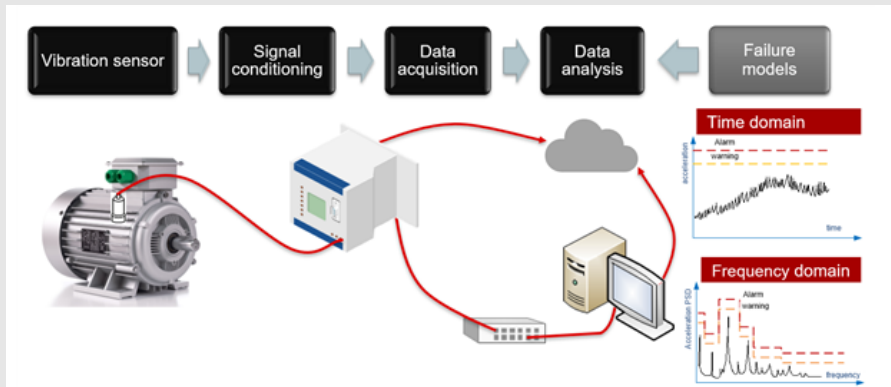 Vibration sensor
Signal
conditioning
Data
acquisition
Data
analysis
Failure
models
Time domain
Alarm
warning
acceleration
time
Frequency domain
Alarm
warning
Acceleration PSD
frequency